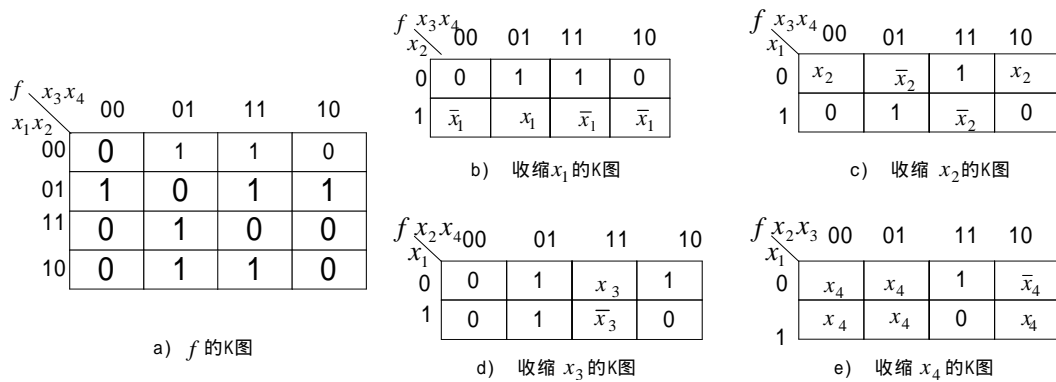 f x₃x₄
x₁x₂
00 01 11 10
00 0 1 1 0
01 1 0 1 1
11 0 1 0 0
10 0 1 1 0
a) f 的K图
f x₃x₄
x₂
00 01 11 10
0 0 1 1 0
1 x̄₁ x₁ x̄₁ x̄₁
b) 收缩x₁的K图
f x₃x₄
x₁
00 01 11 10
0 x₂ x̄₂ 1 x₂
1 0 1 x̄₂ 0
c) 收缩 x₂的K图
f x₂x₄
x₁
00 01 11 10
0 0 1 x₃ 1
1 0 1 x̄₃ 0
d) 收缩 x₃的K图
f x₂x₃
x₁
00 01 11 10
0 x₄ x₄ 1 x̄₄
1 x₄ x₄ 0 x₄
e) 收缩 x₄的K图